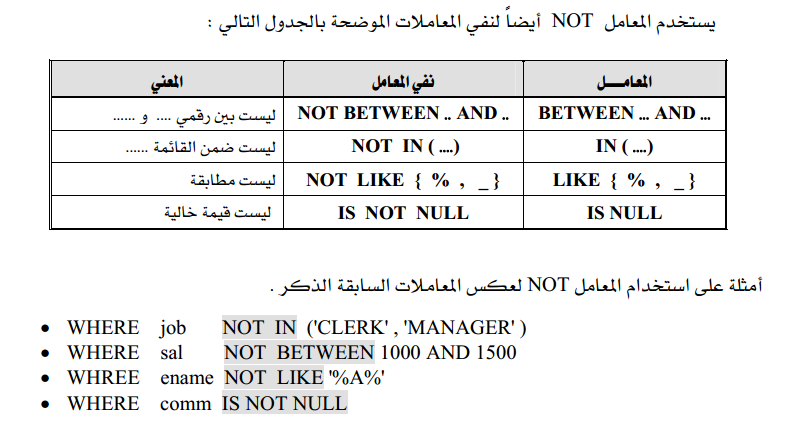 يستخدم المعامل NOT أيضاً لنفي المعاملات الموضحة بالجدول التالي :
المعامـــل نفي المعامل المعني
BETWEEN ... AND ... NOT BETWEEN .. AND .. ليست بين رقمي .... و ......
IN ( ....) NOT IN ( ....) ليست ضمن القائمة ......
LIKE { % , _ } NOT LIKE { % , _ } ليست مطابقة
IS NULL IS NOT NULL ليست قيمة خالية
أمثلة على استخدام المعامل NOT لعكس المعاملات السابقة الذكر .
• WHERE job NOT IN ('CLERK' , 'MANAGER' )
• WHERE sal NOT BETWEEN 1000 AND 1500
• WHREE ename NOT LIKE '%A%'
• WHERE comm IS NOT NULL